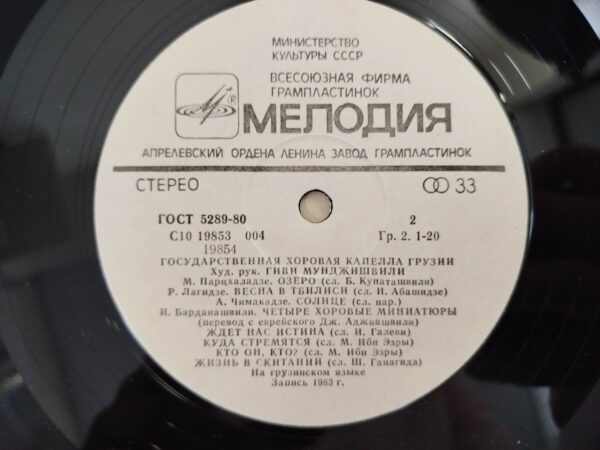 МИНИСТЕРСТВО
КУЛЬТУРЫ СССР
ВСЕСОЮЗНАЯ ФИРМА
ГРАМПЛАСТИНОК
®
МЕЛОДИЯ
АПРЕЛЕВСКИЙ ОРДЕНА ЛЕНИНА ЗАВОД ГРАМПЛАСТИНОК
СТЕРЕО 33
ГОСТ 5289-80 2
С10 19853 004 Гр. 2. 1-20
19854
ГОСУДАРСТВЕННАЯ ХОРОВАЯ КАПЕЛЛА ГРУЗИИ
Худ. рук. ГИВИ МУНДЖИШВИЛИ
М. Парцхаладзе. ОЗЕРО (сл. Б. Купаташвили)
Р. Лагидзе. ВЕСНА В ТБИЛИСИ (сл. И. Абашидзе)
А. Чимакадзе. СОЛНЦЕ (сл. нар.)
И. Барданашвили. ЧЕТЫРЕ ХОРОВЫЕ МИНИАТЮРЫ
(перевод с еврейского Дж. Аджиашвили)
ЖДЕТ НАС ИСТИНА (сл. И. Галеви)
КУДА СТРЕМЯТСЯ (сл. М. Ибн Эзры)
КТО ОН, КТО? (сл. М. Ибн Эзры)
ЖИЗНЬ В СКИТАНИИ (сл. Ш. Ганагида)
На грузинском языке
Запись 1983 г.